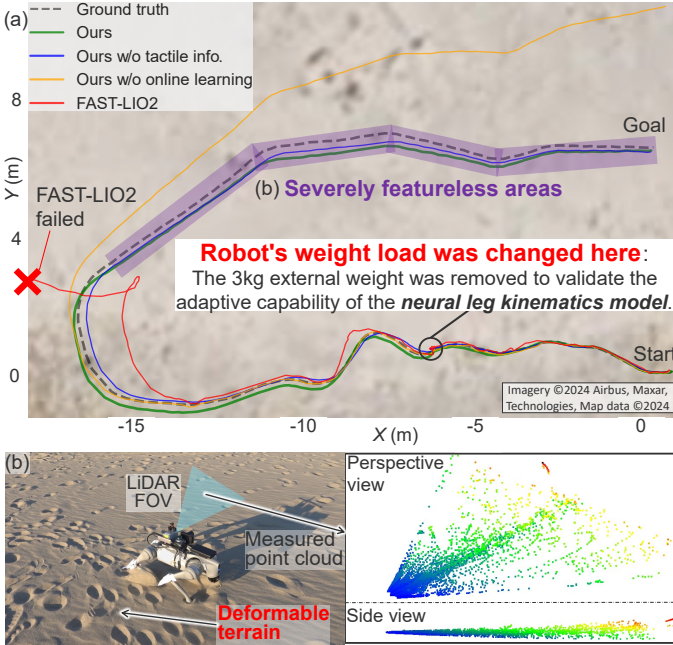 (a)
Ground truth
Ours
Ours w/o tactile info.
Ours w/o online learning
FAST-LIO2
8
4
0
Y (m)
Goal
(b) Severely featureless areas
FAST-LIO2
failed
Robot's weight load was changed here:
The 3kg external weight was removed to validate the
adaptive capability of the neural leg kinematics model.
Start
Imagery ©2024 Airbus, Maxar,
Technologies, Map data ©2024
-15
-10
-5
0
X (m)
(b)
LiDAR
FOV
Measured
point cloud
Deformable
terrain
Perspective
view
Side view